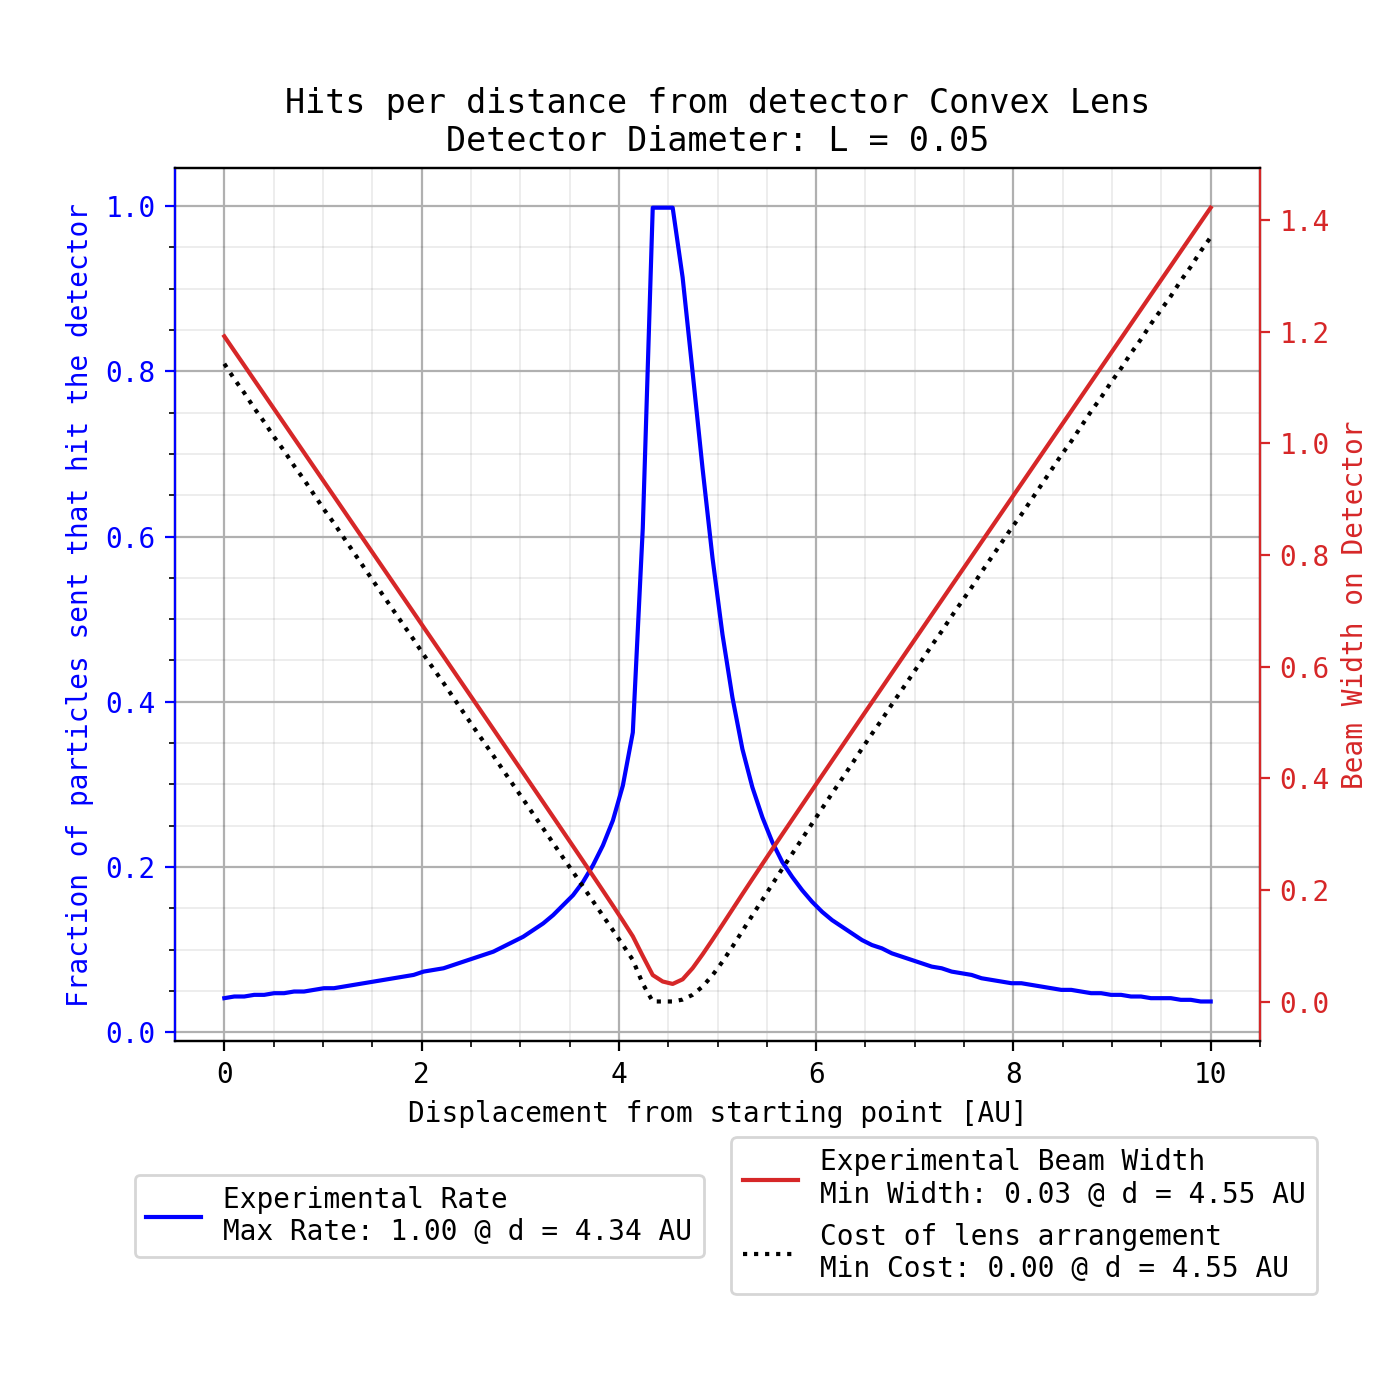 Hits per distance from detector Convex Lens
Detector Diameter: L = 0.05
Fraction of particles sent that hit the detector
1.0
0.8
0.6
0.4
0.2
0.0
1.4
1.2
1.0
0.8
0.6
0.4
0.2
0.0
Beam Width on Detector
0 2 4 6 8 10
Displacement from starting point [AU]
Experimental Rate
Max Rate: 1.00 @ d = 4.34 AU
Experimental Beam Width
Min Width: 0.03 @ d = 4.55 AU
Cost of lens arrangement
Min Cost: 0.00 @ d = 4.55 AU